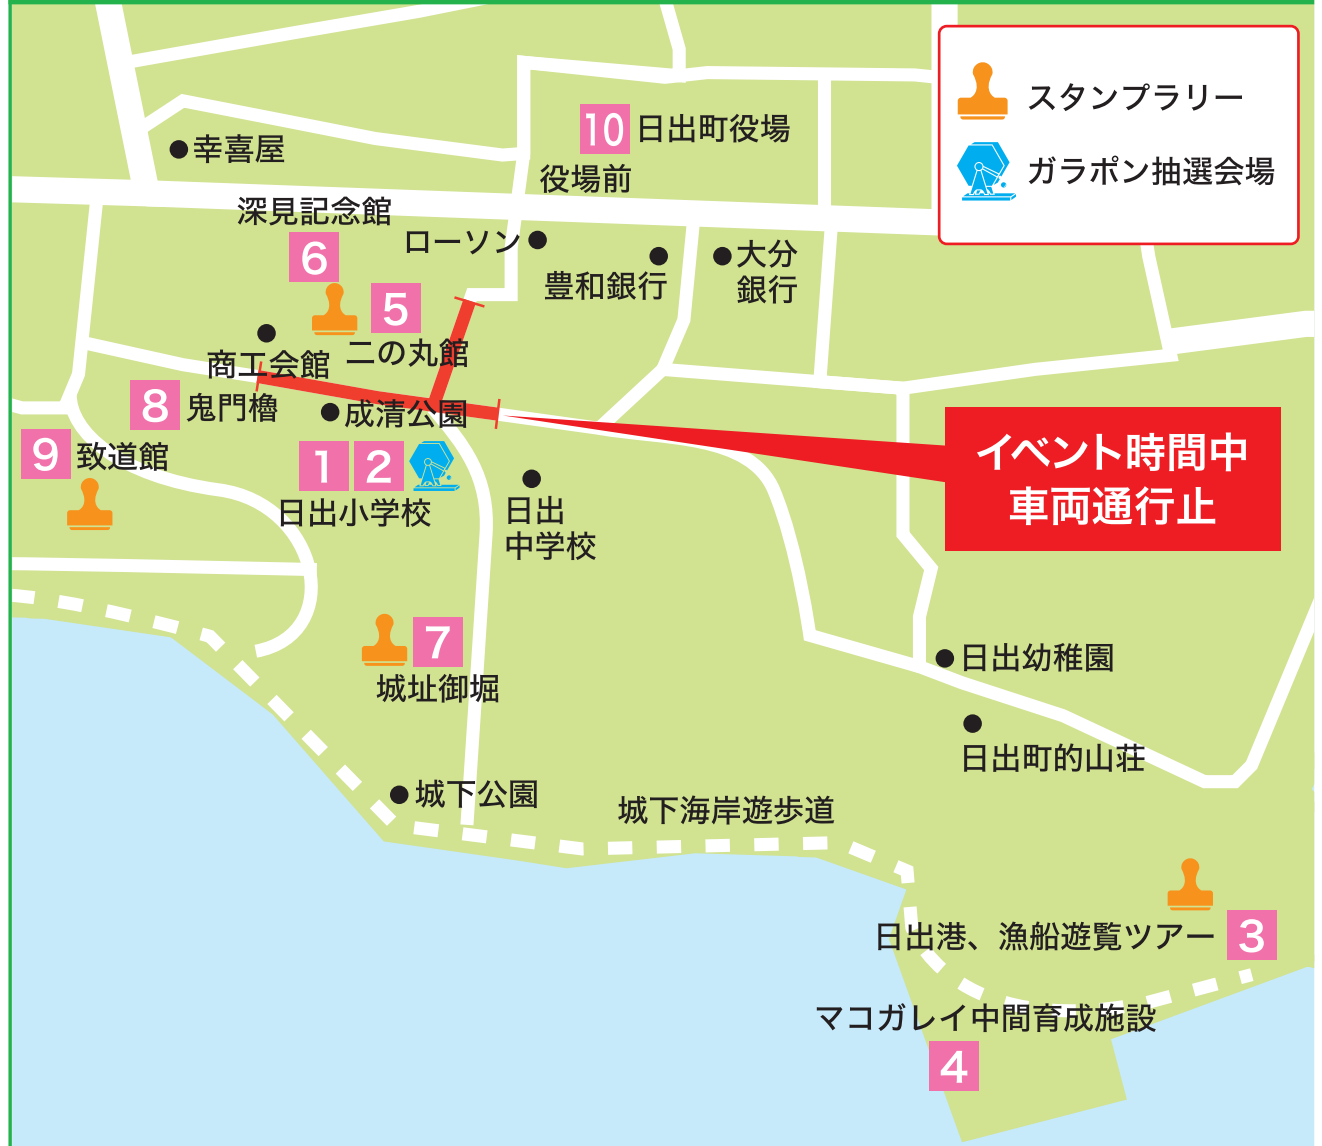 スタンプラリー
ガラポン抽選会場
10 日出町役場
幸喜屋
役場前
深見記念館
6
ローソン
豊和銀行
大分
銀行
5
二の丸館
商工会館
8 鬼門櫓
成清公園
9 致道館
1 2
日出小学校
日出
中学校
イベント時間中
車両通行止
7
城址御堀
日出幼稚園
日出町的山荘
城下公園
城下海岸遊歩道
日出港、漁船遊覧ツアー 3
マコガレイ中間育成施設
4